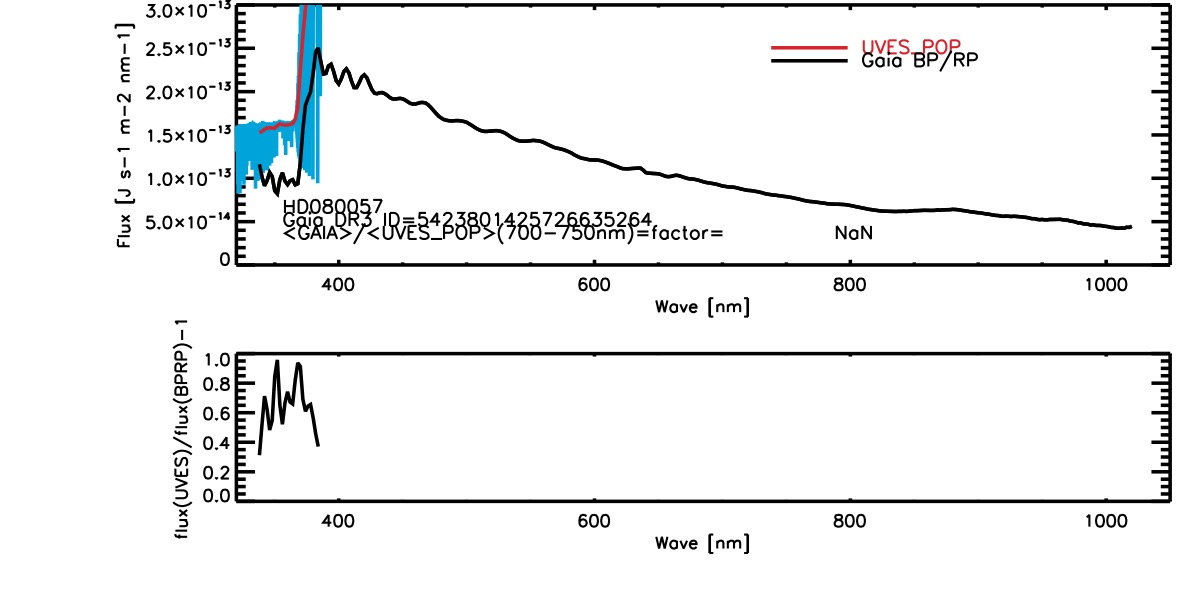 3.0×10−13
2.5×10−13
2.0×10−13
1.5×10−13
1.0×10−13
5.0×10−14
0
Flux [J s−1 m−2 nm−1]
UVES_POP
Gaia BP/RP
HD080057
Gaia DR3 ID=5423801425726635264
<GAIA>/<UVES_POP>(700−750nm)=factor= NaN
400 600 800 1000
Wave [nm]
flux(UVES)/flux(BPRP)−1
1.0
0.8
0.6
0.4
0.2
0.0
400 600 800 1000
Wave [nm]